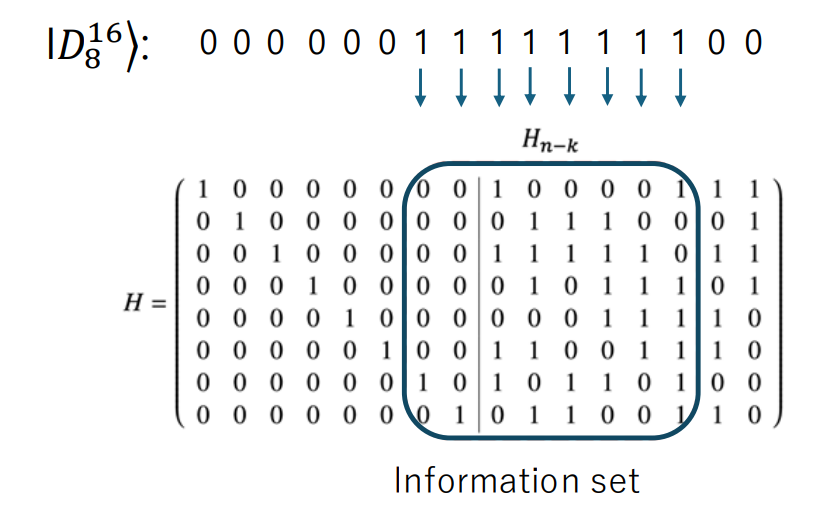 |D₈¹⁶⟩: 0 0 0 0 0 0 1 1 1 1 1 1 1 1 0 0
Hₙ₋ₖ
1 0 0 0 0 0 0 0 1 0 0 0 0 1 1 1
0 1 0 0 0 0 0 0 0 1 1 1 0 0 0 1
0 0 1 0 0 0 0 0 1 1 1 1 1 0 1 1
H = 0 0 0 1 0 0 0 0 0 1 0 1 1 1 0 1
0 0 0 0 1 0 0 0 0 0 0 1 1 1 1 0
0 0 0 0 0 1 0 0 1 1 0 0 1 1 1 0
0 0 0 0 0 0 1 0 1 0 1 1 0 1 0 0
0 0 0 0 0 0 0 1 0 1 1 0 0 1 1 0
Information set